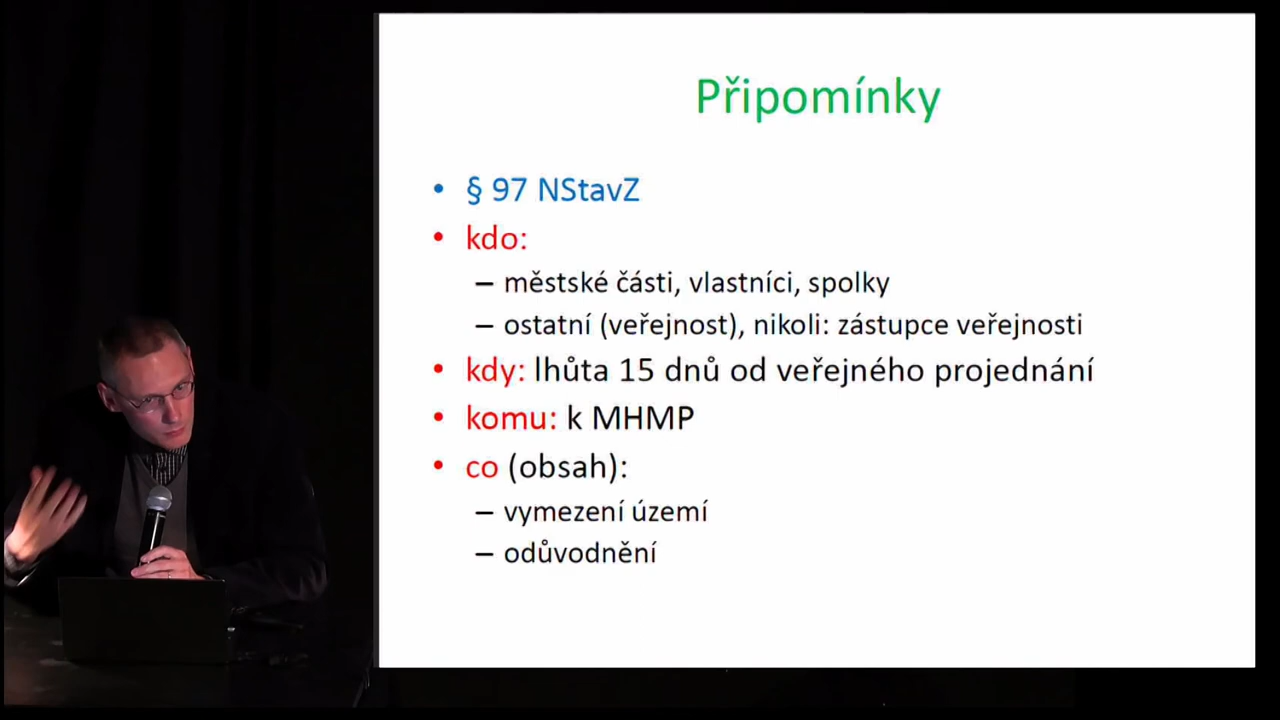 Připomínky
• § 97 NStavZ
• kdo:
– městské části, vlastníci, spolky
– ostatní (veřejnost), nikoli: zástupce veřejnosti
• kdy: lhůta 15 dnů od veřejného projednání
• komu: k MHMP
• co (obsah):
– vymezení území
– odůvodnění